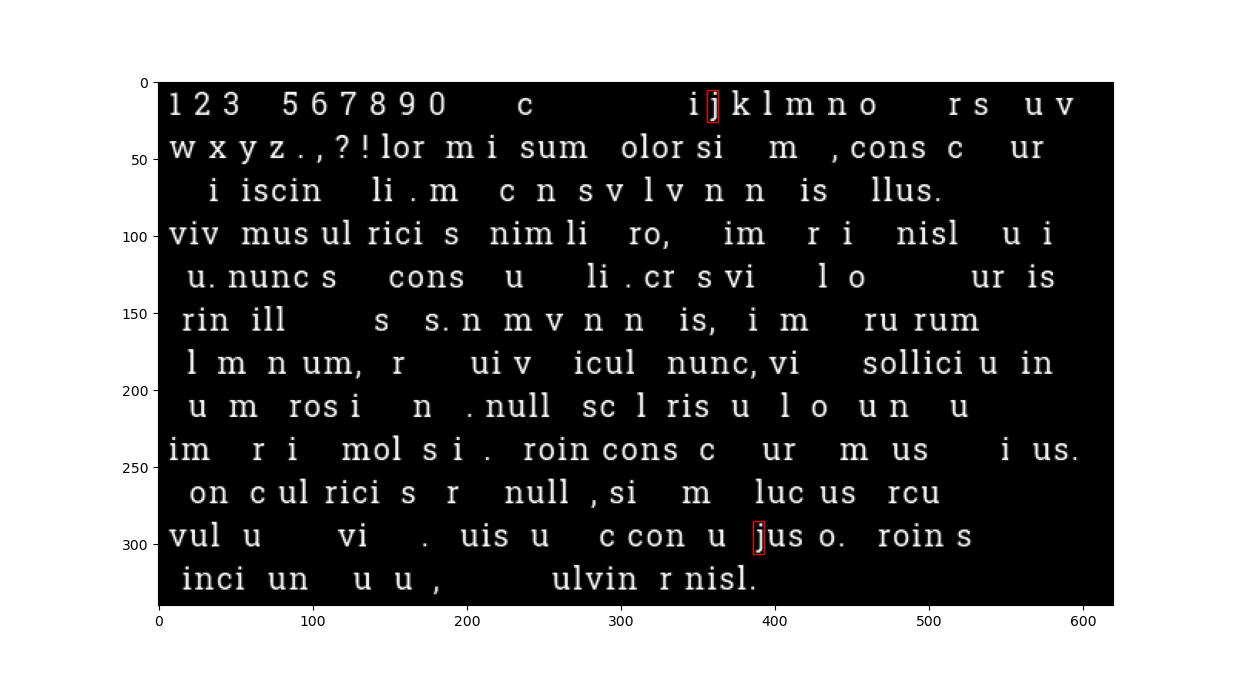 1 2 3 5 6 7 8 9 0 c i j k l m n o r s u v
w x y z . , ? ! lor m i sum olor si m , cons c ur
i iscin li . m c n s v l v n n is llus.
viv mus ul rici s nim li ro, im r i nisl u i
u. nunc s cons u li . cr s vi l o ur is
rin ill s s. n m v n n is, i m ru rum
l m n um, r ui v icul nunc, vi sollici u in
u m ros i n . null sc l ris u l o u n u
im r i mol s i . roin cons c ur m us i us.
on c ul rici s r null , si m luc us rcu
vul u vi . uis u c con u jus o. roin s
inci un u u , ulvin r nisl.
0
50
100
150
200
250
300
0 100 200 300 400 500 600